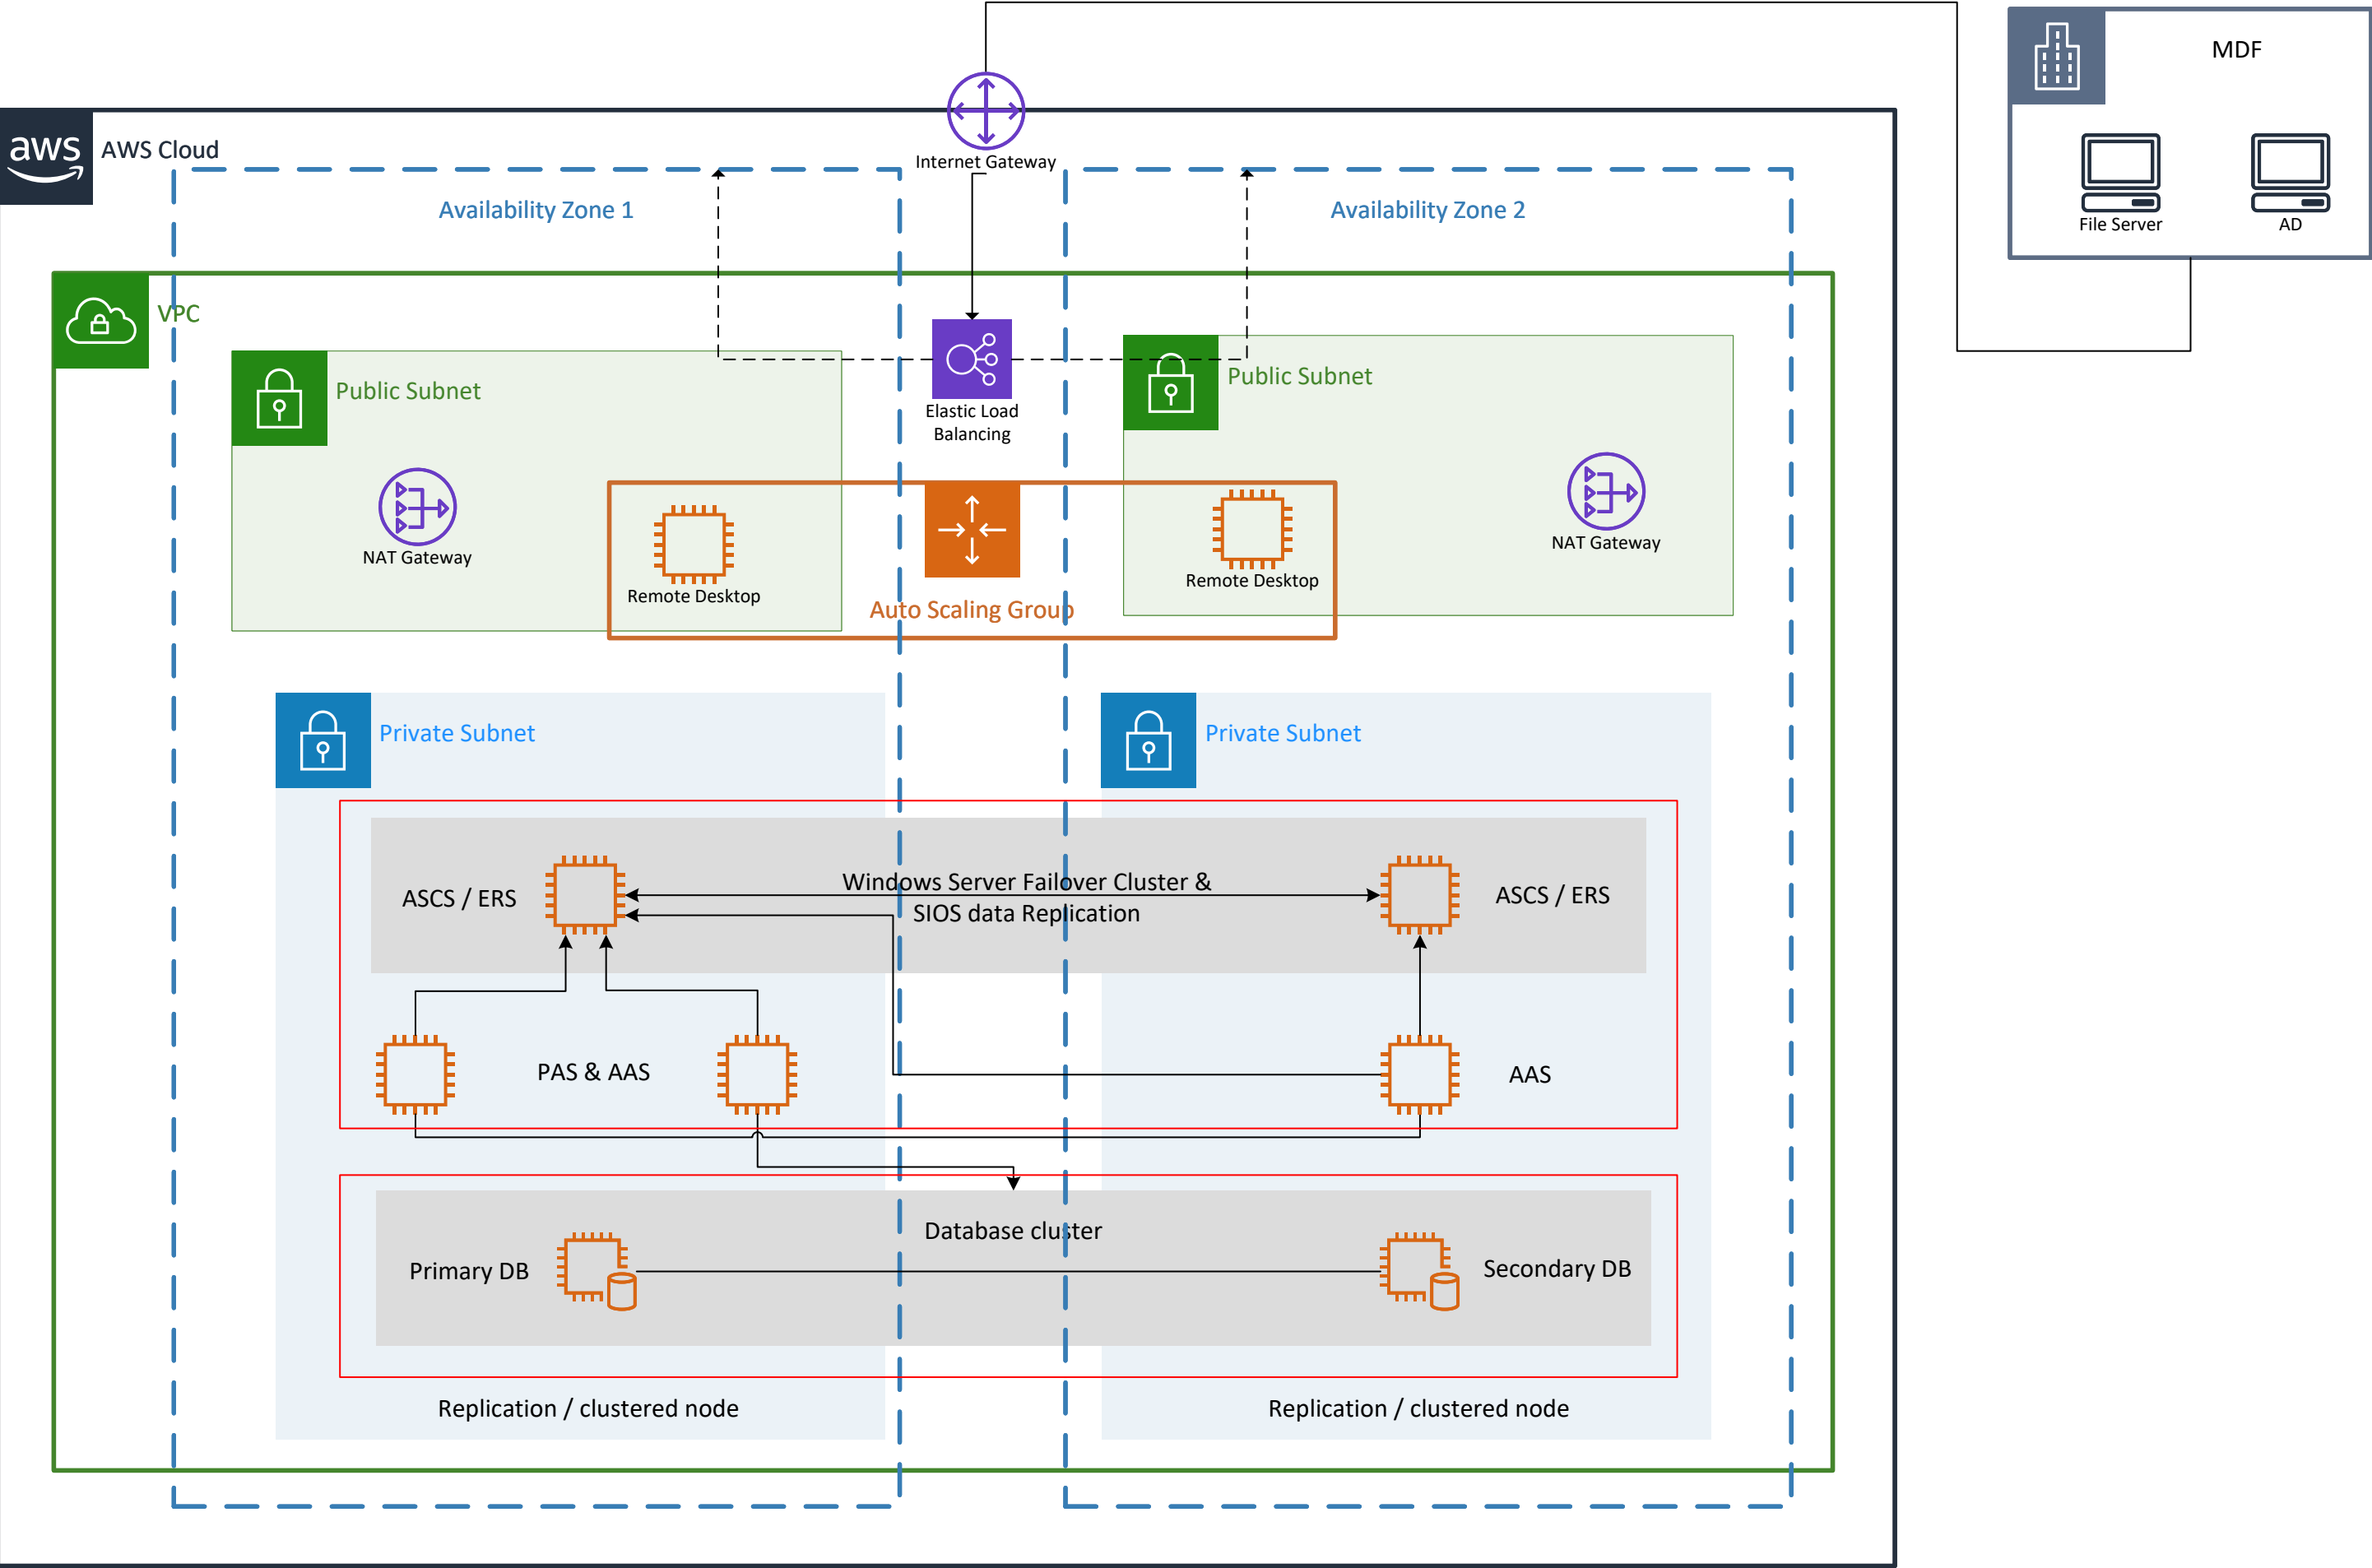 MDF
aws
AWS Cloud
Internet Gateway
Availability Zone 1
Availability Zone 2
File Server
AD
VPC
Public Subnet
Public Subnet
Elastic Load
Balancing
NAT Gateway
Remote Desktop
Auto Scaling Group
Remote Desktop
NAT Gateway
Private Subnet
Private Subnet
ASCS / ERS
Windows Server Failover Cluster &
SIOS data Replication
ASCS / ERS
PAS & AAS
AAS
Database cluster
Primary DB
Secondary DB
Replication / clustered node
Replication / clustered node